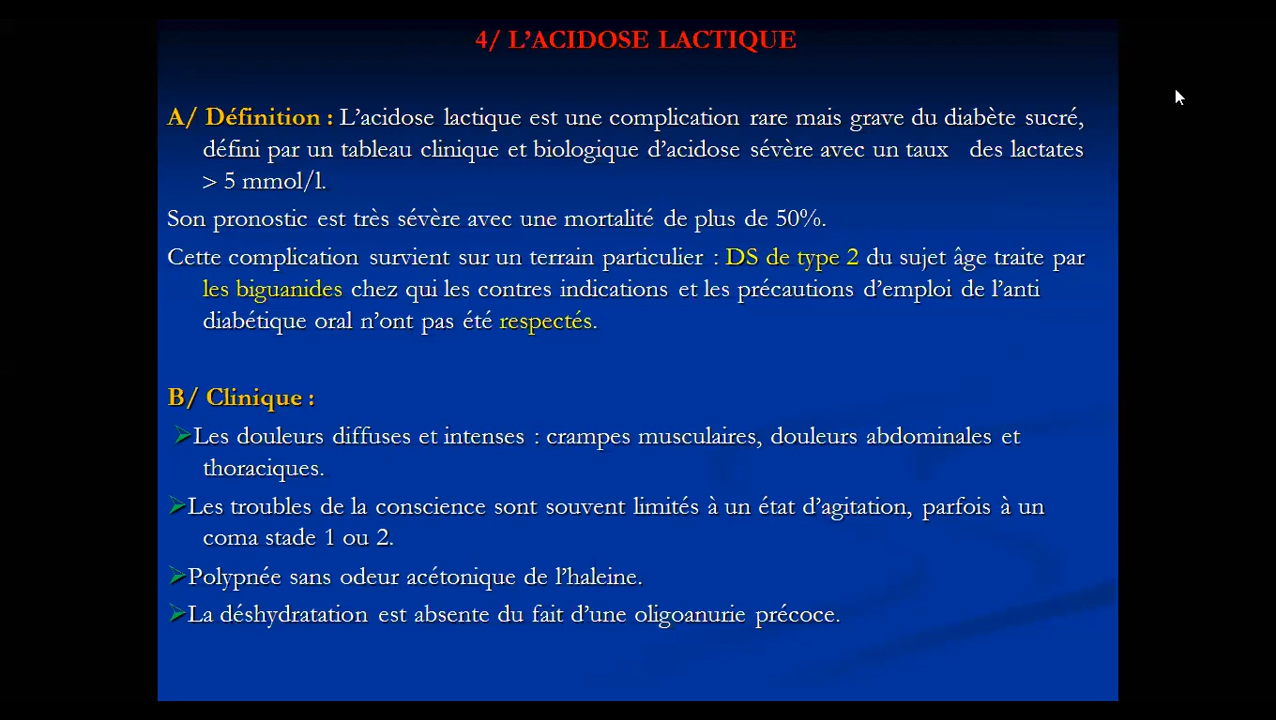 4/ L’ACIDOSE LACTIQUE
A/ Définition : L’acidose lactique est une complication rare mais grave du diabète sucré,
défini par un tableau clinique et biologique d’acidose sévère avec un taux des lactates
> 5 mmol/l.
Son pronostic est très sévère avec une mortalité de plus de 50%.
Cette complication survient sur un terrain particulier : DS de type 2 du sujet âge traite par
les biguanides chez qui les contres indications et les précautions d’emploi de l’anti
diabétique oral n’ont pas été respectés.
B/ Clinique :
Les douleurs diffuses et intenses : crampes musculaires, douleurs abdominales et
thoraciques.
Les troubles de la conscience sont souvent limités à un état d’agitation, parfois à un
coma stade 1 ou 2.
Polypnée sans odeur acétonique de l’haleine.
La déshydratation est absente du fait d’une oligoanurie précoce.